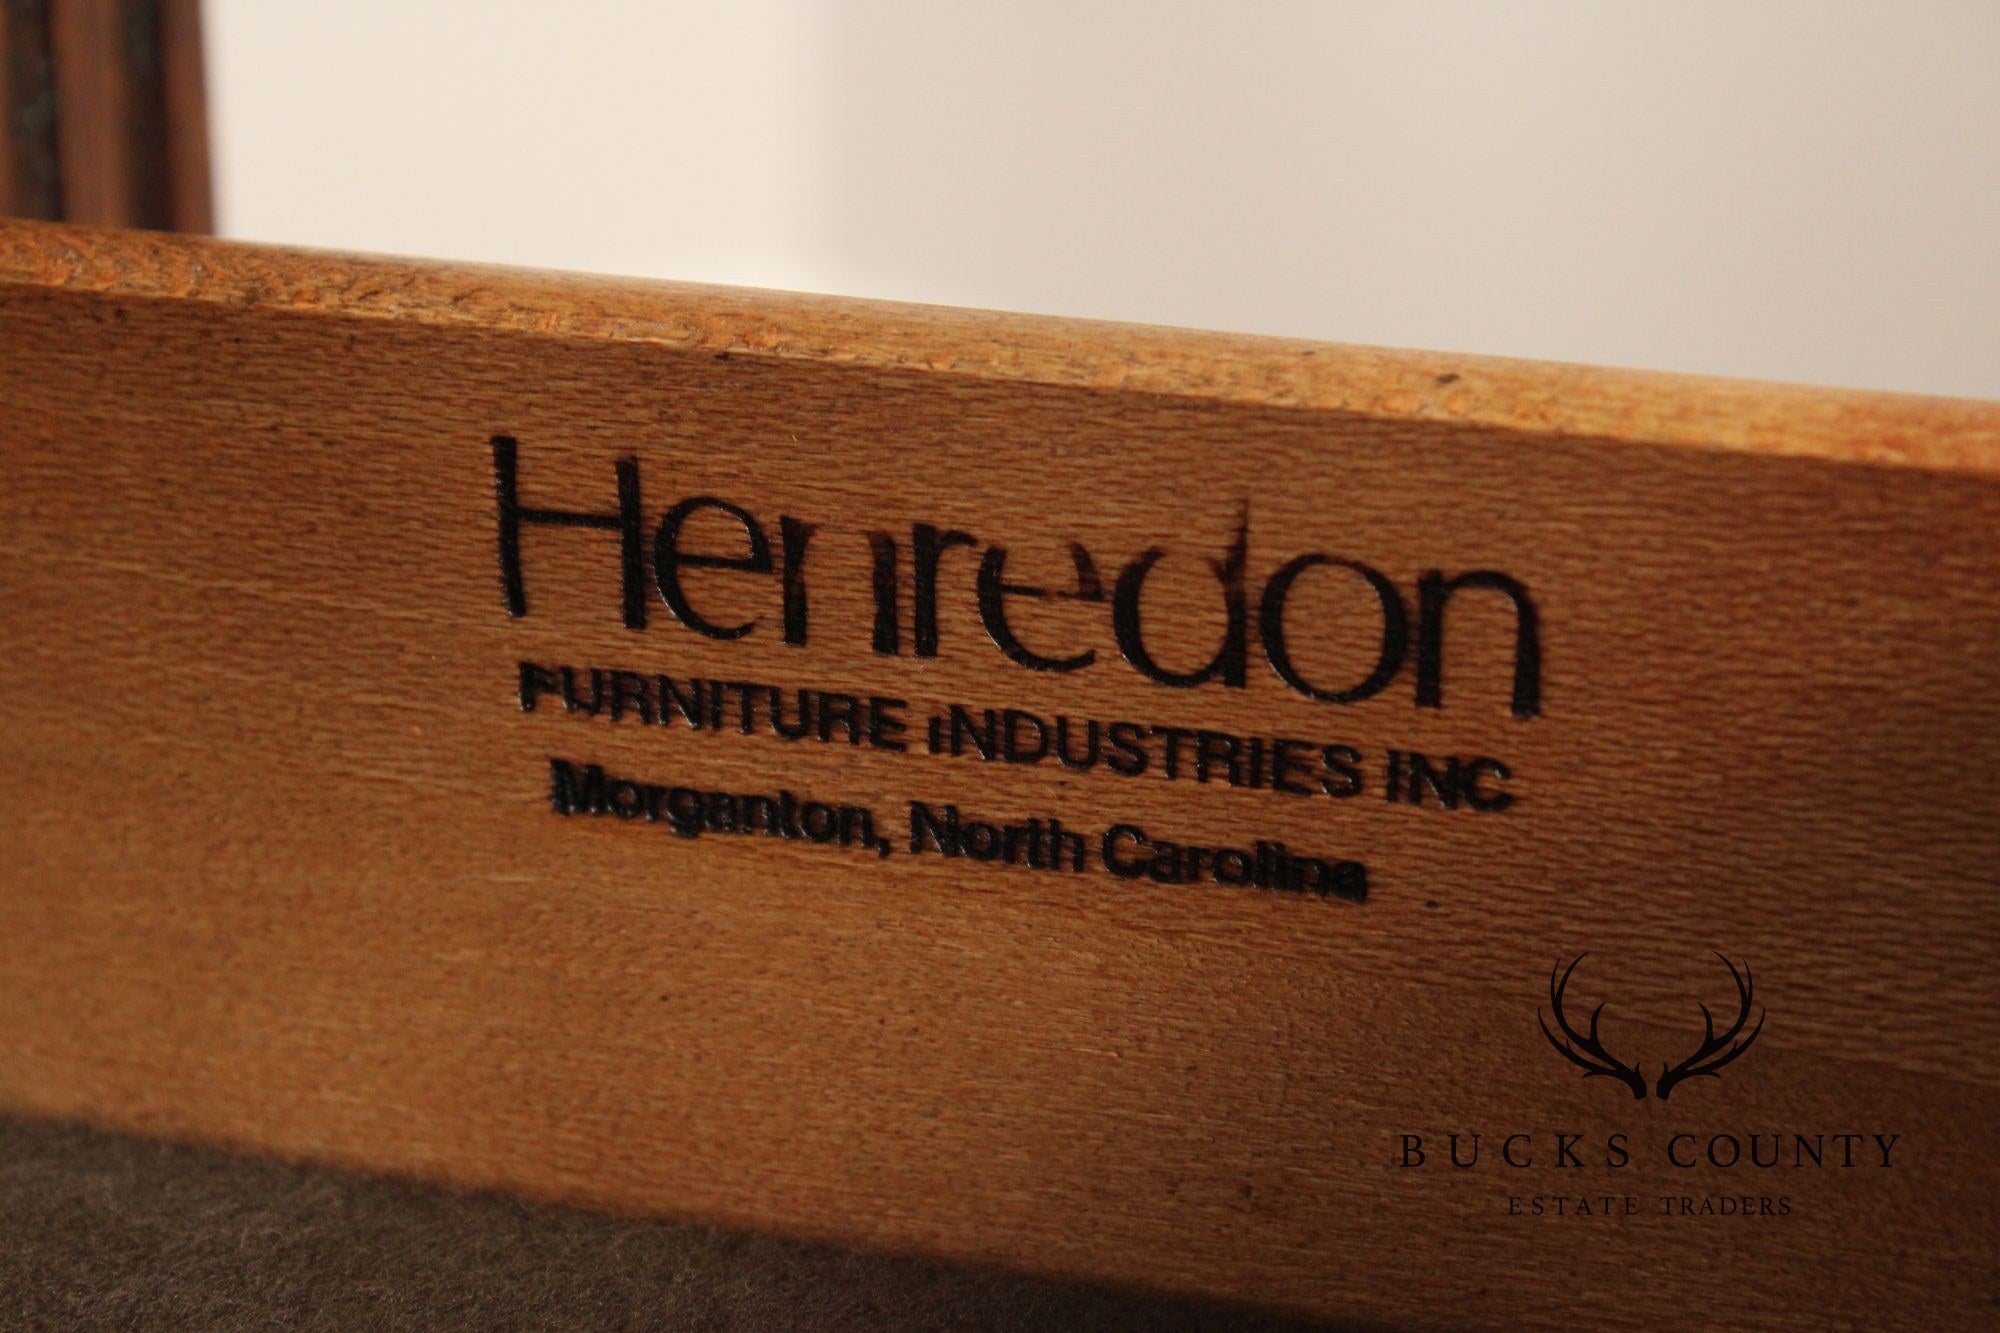 Henredon
FURNITURE INDUSTRIES INC
Morganton, North Carolina
BUCKS COUNTY
ESTATE TRADERS